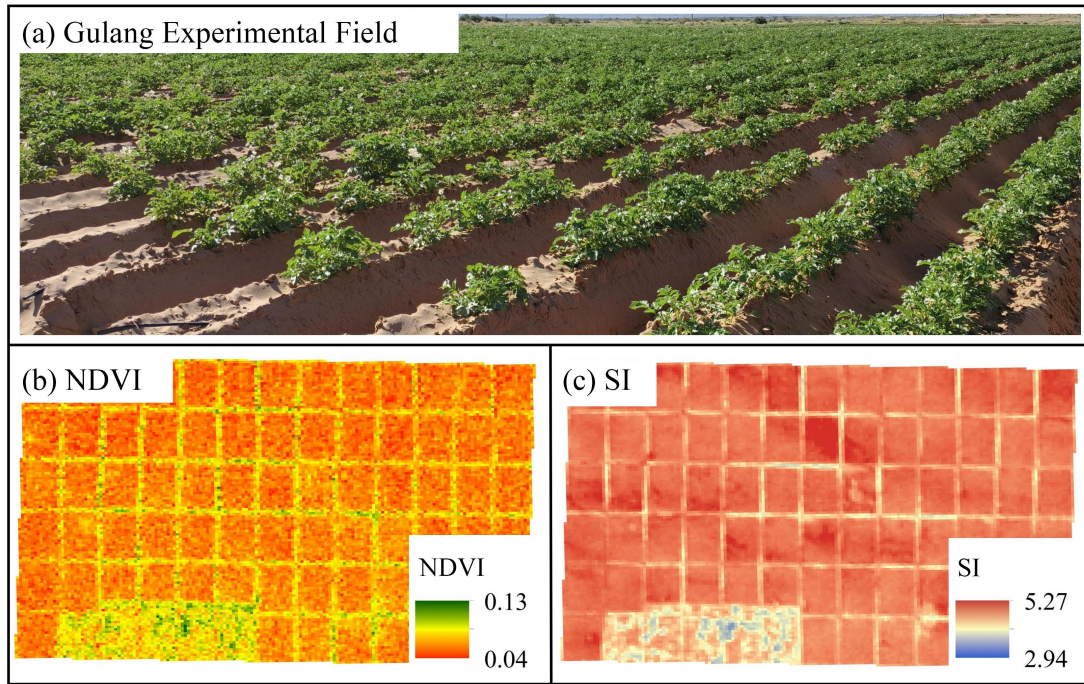 (a) Gulang Experimental Field
(b) NDVI
NDVI
0.13
0.04
(c) SI
SI
5.27
2.94